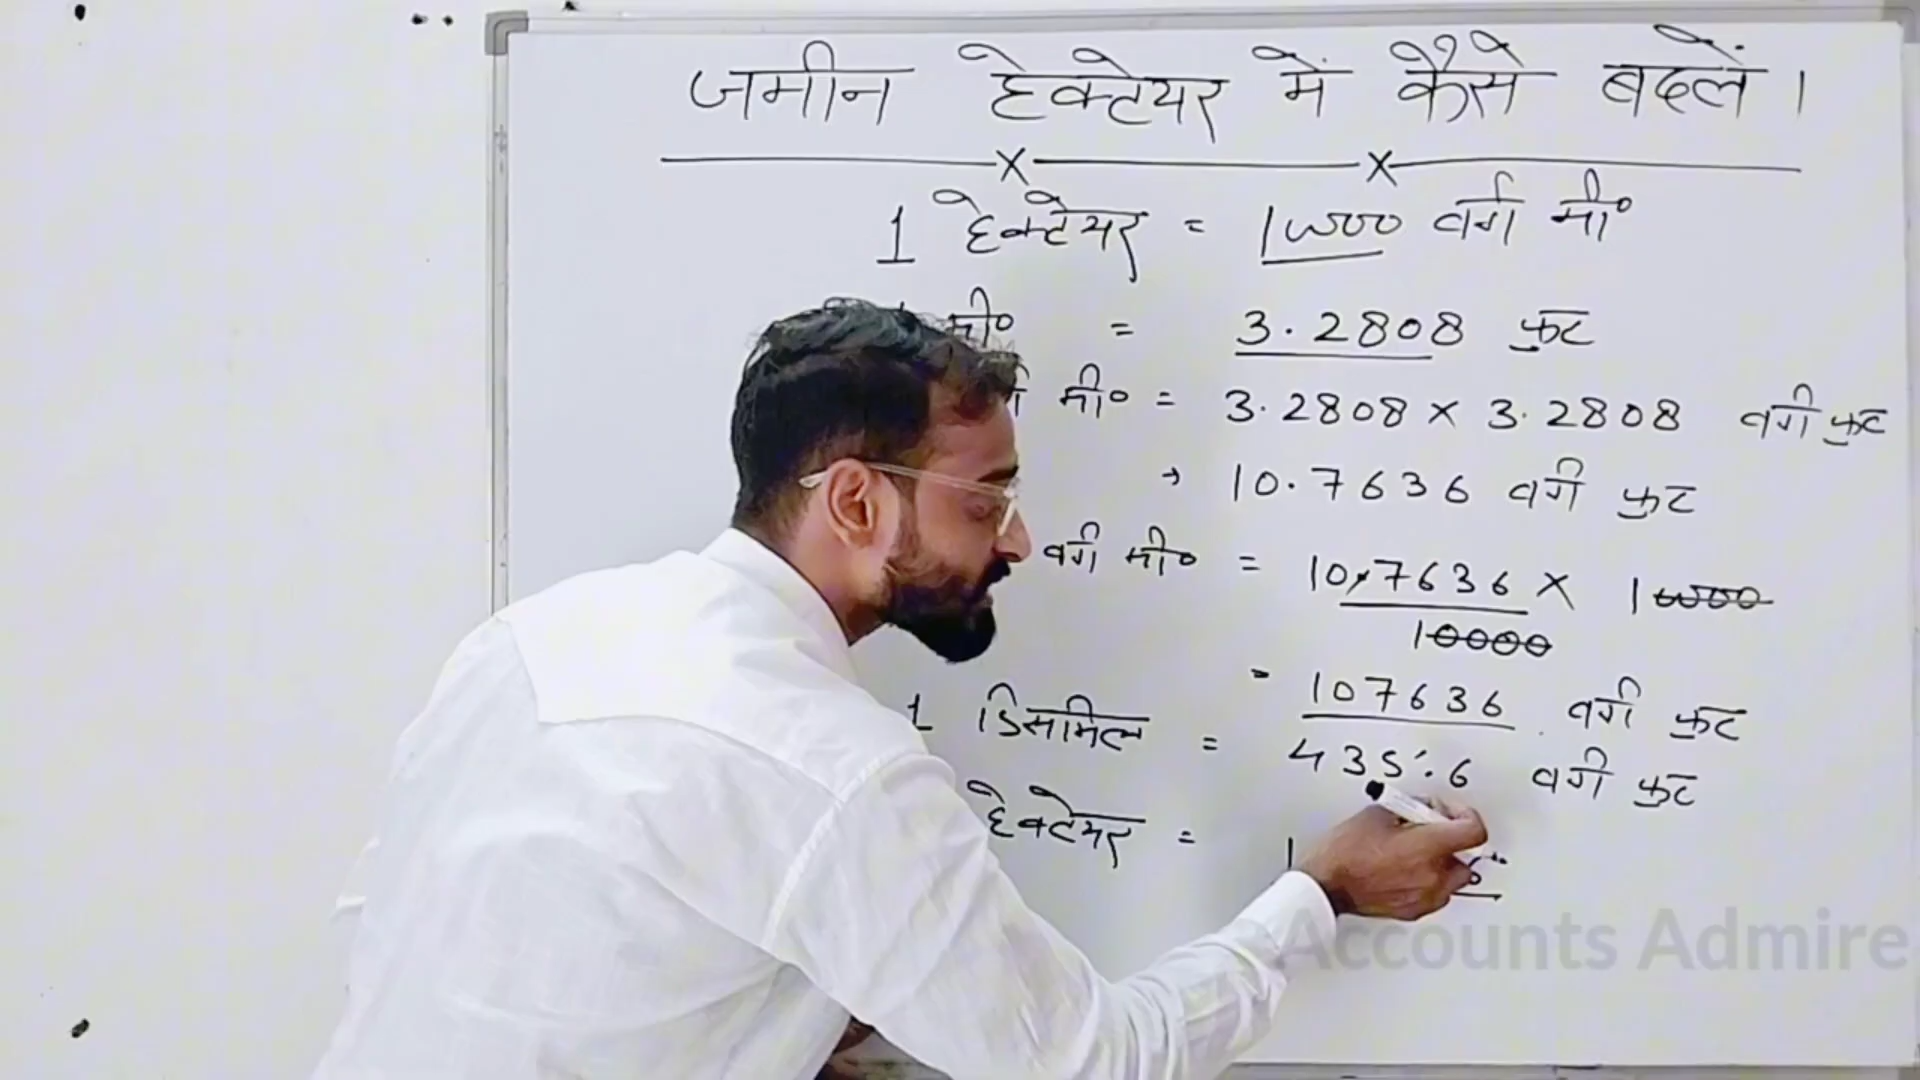 जमीन हेक्टेयर में कैसे बदलें।
1 हेक्टेयर = 10000 वर्ग मी०
मी० = 3.2808 फुट
मी० = 3.2808 × 3.2808 वर्ग फुट
→ 10.7636 वर्ग फुट
वर्ग मी० = 10.7636 × 10000
10000
= 107636 वर्ग फुट
1 डिसमिल = 435.6 वर्ग फुट
हेक्टेयर = 1
Accounts Admire